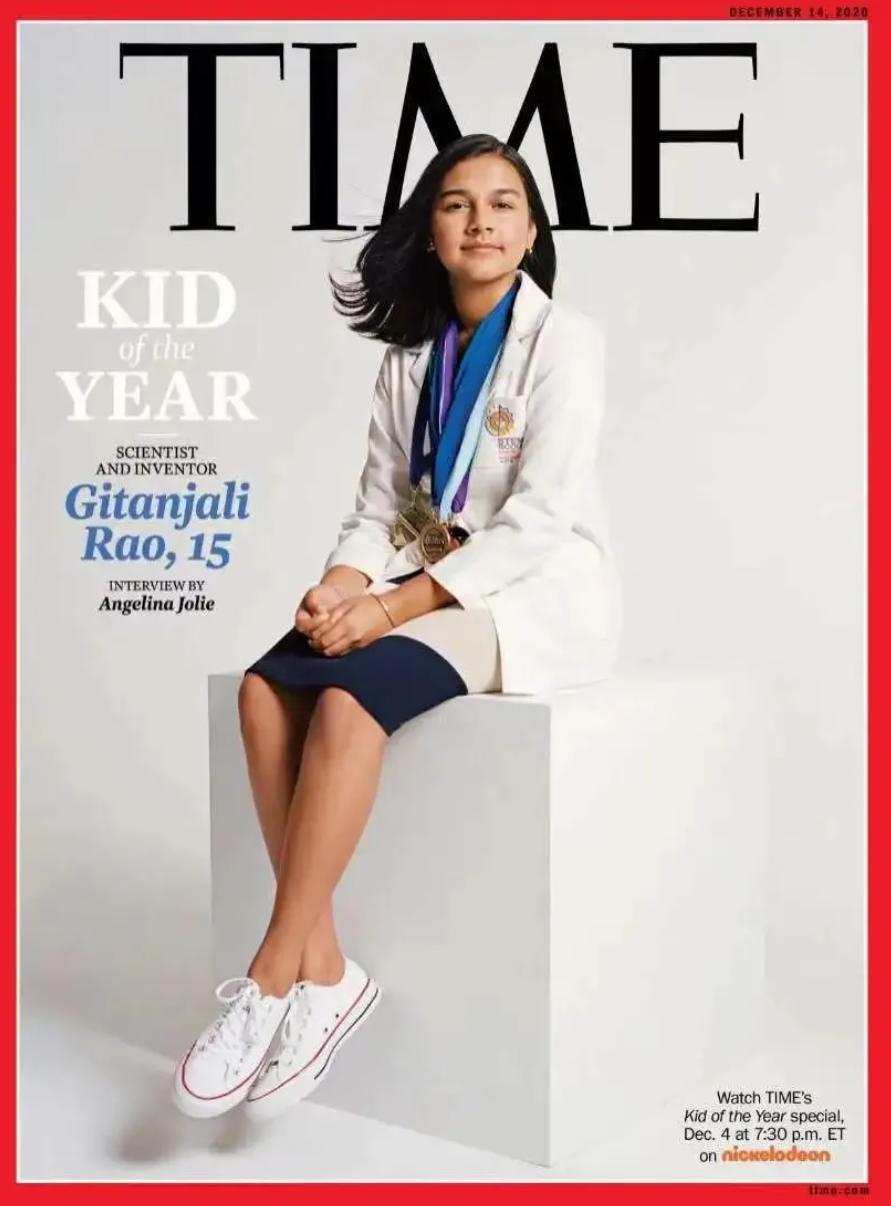 DECEMBER 14, 2020
TIME
KID
of the
YEAR
SCIENTIST
AND INVENTOR
Gitanjali
Rao, 15
INTERVIEW BY
Angelina Jolie
STEM
Watch TIME's
Kid of the Year special,
Dec. 4 at 7:30 p.m. ET
on nickelodeon
time.com